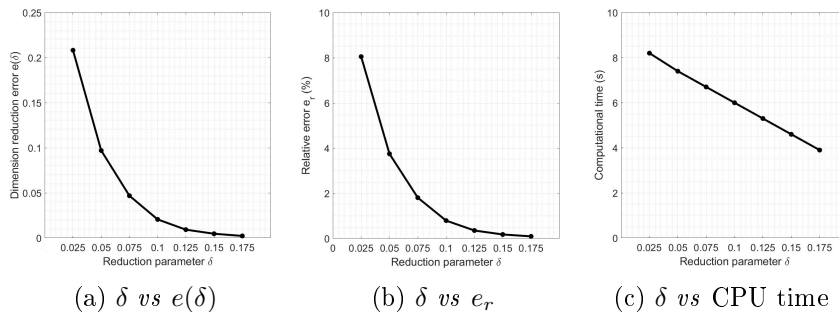 0.25
0.2
0.15
0.1
0.05
0
Dimension reduction error e(δ)
0.025 0.05 0.075 0.1 0.125 0.15 0.175
Reduction parameter δ
(a) δ vs e(δ)
10
8
6
4
2
0
Relative error e_r (%)
0 0.025 0.05 0.075 0.1 0.125 0.15 0.175
Reduction parameter δ
(b) δ vs e_r
10
8
6
4
2
0
Computational time (s)
0.025 0.05 0.075 0.1 0.125 0.15 0.175
Reduction parameter δ
(c) δ vs CPU time